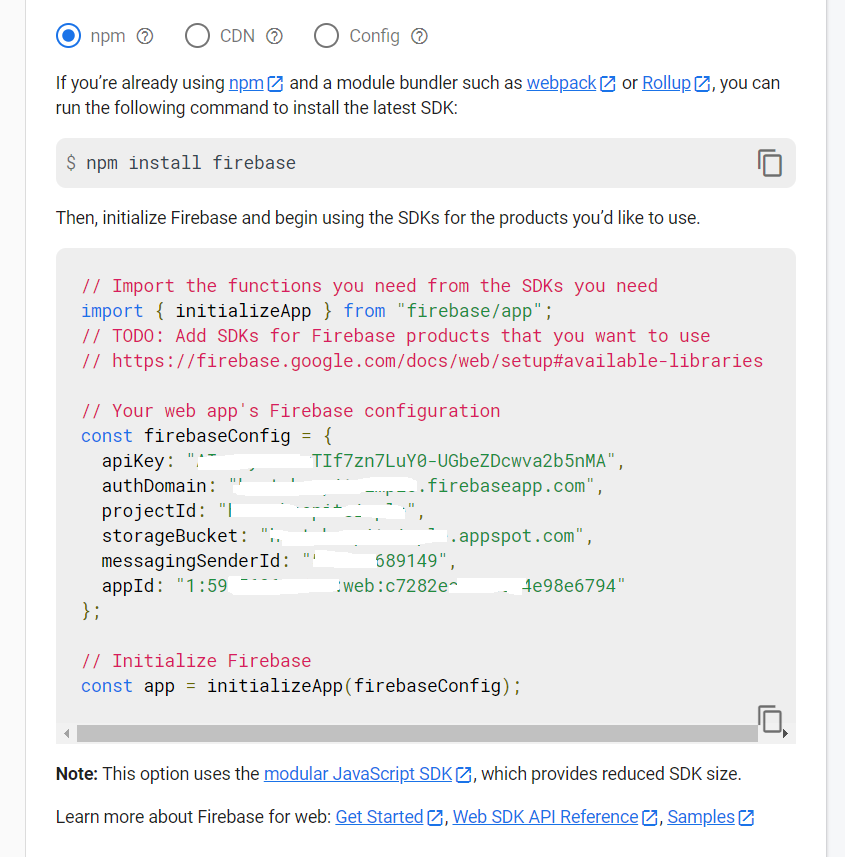 npm CDN Config
If you’re already using npm and a module bundler such as webpack or Rollup, you can
run the following command to install the latest SDK:
$ npm install firebase
Then, initialize Firebase and begin using the SDKs for the products you’d like to use.
// Import the functions you need from the SDKs you need
import { initializeApp } from "firebase/app";
// TODO: Add SDKs for Firebase products that you want to use
// https://firebase.google.com/docs/web/setup#available-libraries
// Your web app's Firebase configuration
const firebaseConfig = {
apiKey: " TIf7zn7LuY0-UGbeZDcwva2b5nMA",
authDomain: " .firebaseapp.com",
projectId: " ",
storageBucket: " .appspot.com",
messagingSenderId: " 689149",
appId: "1:59 :web:c7282e 4e98e6794"
};
// Initialize Firebase
const app = initializeApp(firebaseConfig);
Note: This option uses the modular JavaScript SDK, which provides reduced SDK size.
Learn more about Firebase for web: Get Started, Web SDK API Reference, Samples